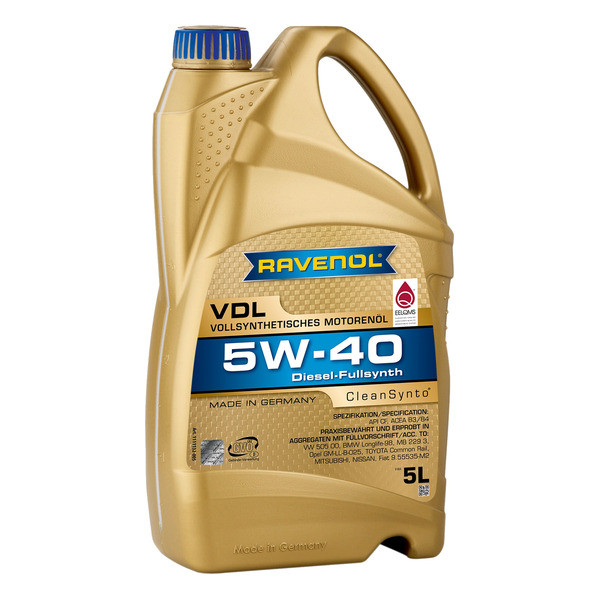 RAVENOL
VDL
VOLLSYNTHETISCHES MOTORENÖL
EELQMS
5W-40
Diesel-Fullsynth
CleanSynto
MADE IN GERMANY
SPEZIFIKATION/SPECIFICATION:
API CF, ACEA B3/B4
PRAXISBEWÄHRT UND ERPROBT IN
AGGREGATEN MIT FÜLLVORSCHRIFT/ACC. TO:
VW 505 00, BMW Longlife-98, MB 229.3,
Opel GM-LL-B-025, TOYOTA Common Rail,
MITSUBISHI, NISSAN, Fiat 9.55535-M2
5L
Made in Germany